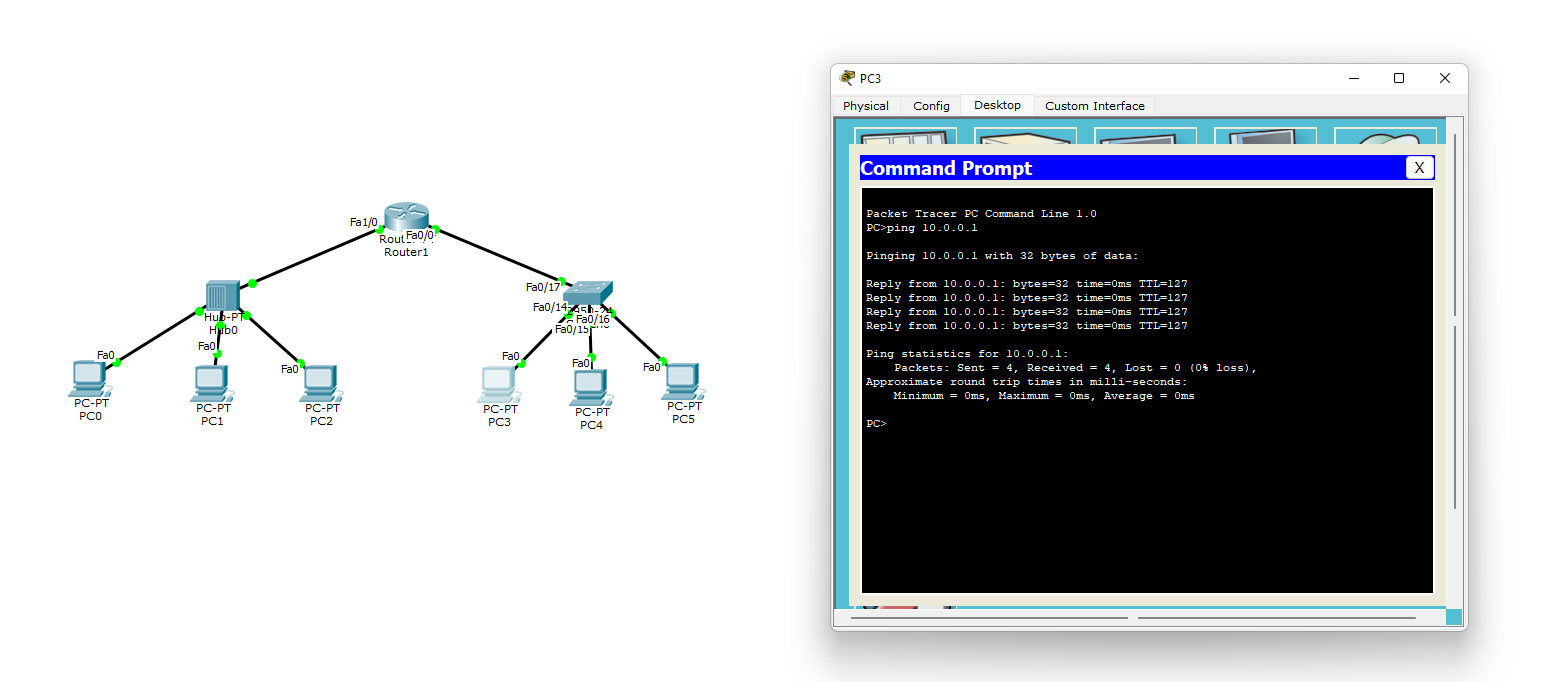 Fa1/0
Fa0/0
Router1
Fa0/17
Fa0/14
Hub-PT
Hub0
Fa0/16
Fa0/15
Fa0
Fa0
Fa0
Fa0
Fa0
Fa0
PC-PT
PC0
PC-PT
PC1
PC-PT
PC2
PC-PT
PC3
PC-PT
PC4
PC-PT
PC5
PC3
Physical Config Desktop Custom Interface
Command Prompt X
Packet Tracer PC Command Line 1.0
PC>ping 10.0.0.1
Pinging 10.0.0.1 with 32 bytes of data:
Reply from 10.0.0.1: bytes=32 time=0ms TTL=127
Reply from 10.0.0.1: bytes=32 time=0ms TTL=127
Reply from 10.0.0.1: bytes=32 time=0ms TTL=127
Reply from 10.0.0.1: bytes=32 time=0ms TTL=127
Ping statistics for 10.0.0.1:
Packets: Sent = 4, Received = 4, Lost = 0 (0% loss),
Approximate round trip times in milli-seconds:
Minimum = 0ms, Maximum = 0ms, Average = 0ms
PC>